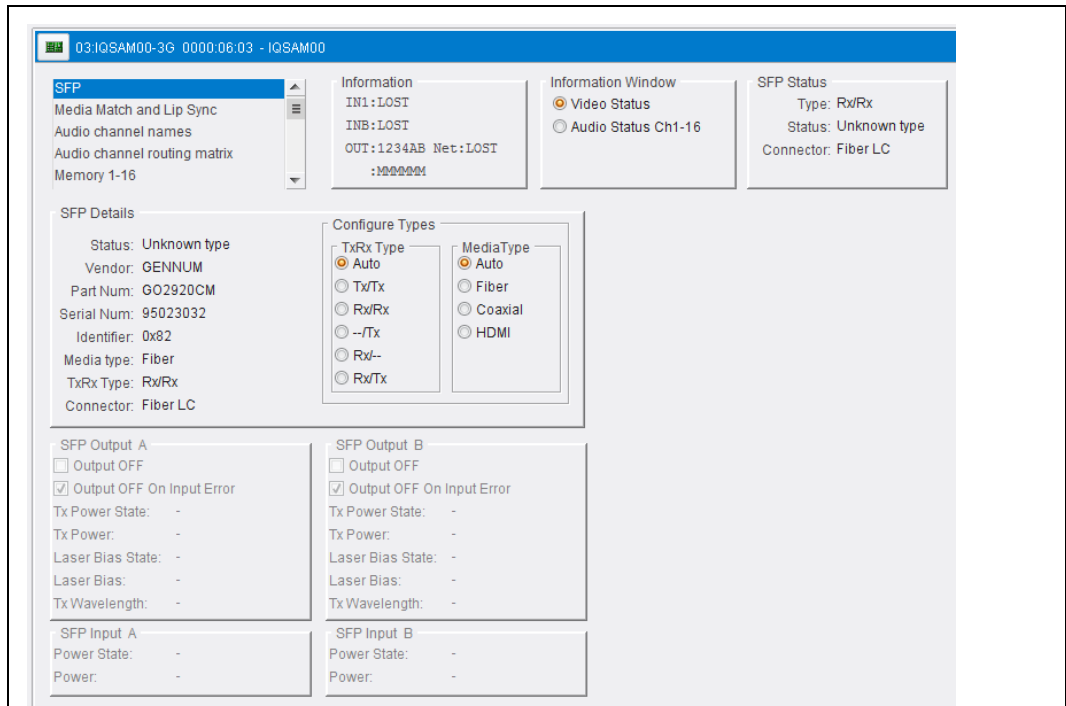 03:IQSAM00-3G 0000:06:03 - IQSAM00
SFP
Media Match and Lip Sync
Audio channel names
Audio channel routing matrix
Memory 1-16
Information
IN1:LOST
INB:LOST
OUT:1234AB Net:LOST
:MMMMMM
Information Window
Video Status
Audio Status Ch1-16
SFP Status
Type: Rx/Rx
Status: Unknown type
Connector: Fiber LC
SFP Details
Status: Unknown type
Vendor: GENNUM
Part Num: GO2920CM
Serial Num: 95023032
Identifier: 0x82
Media type: Fiber
TxRx Type: Rx/Rx
Connector: Fiber LC
Configure Types
TxRx Type
Auto
Tx/Tx
Rx/Rx
--/Tx
Rx/--
Rx/Tx
MediaType
Auto
Fiber
Coaxial
HDMI
SFP Output A
Output OFF
Output OFF On Input Error
Tx Power State: -
Tx Power: -
Laser Bias State: -
Laser Bias: -
Tx Wavelength: -
SFP Output B
Output OFF
Output OFF On Input Error
Tx Power State: -
Tx Power: -
Laser Bias State: -
Laser Bias: -
Tx Wavelength: -
SFP Input A
Power State: -
Power: -
SFP Input B
Power State: -
Power: -